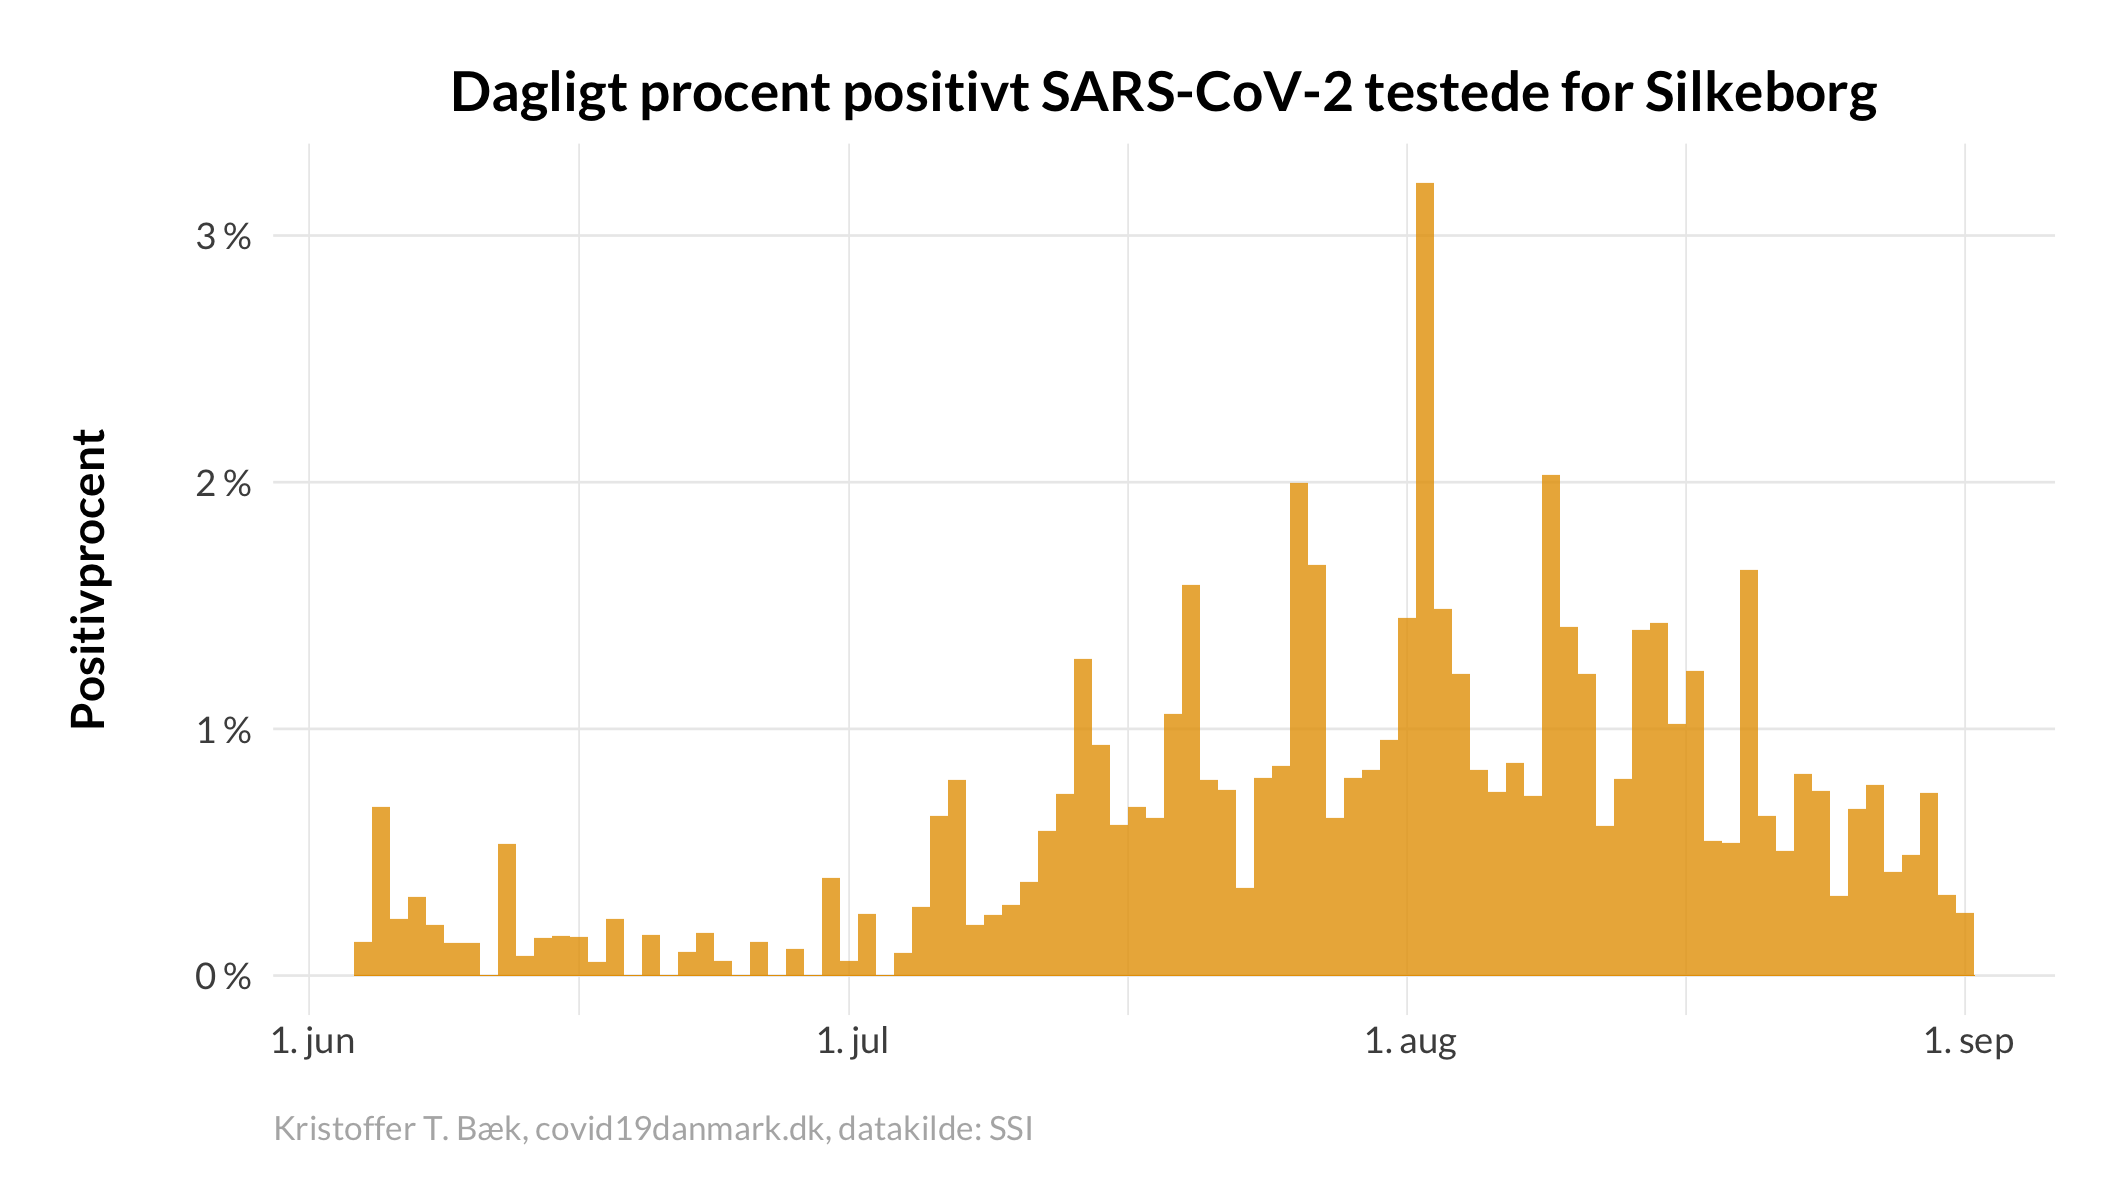 Dagligt procent positivt SARS-CoV-2 testede for Silkeborg
Positivprocent
3 %
2 %
1 %
0 %
1. jun
1. jul
1. aug
1. sep
Kristoffer T. Bæk, covid19danmark.dk, datakilde: SSI